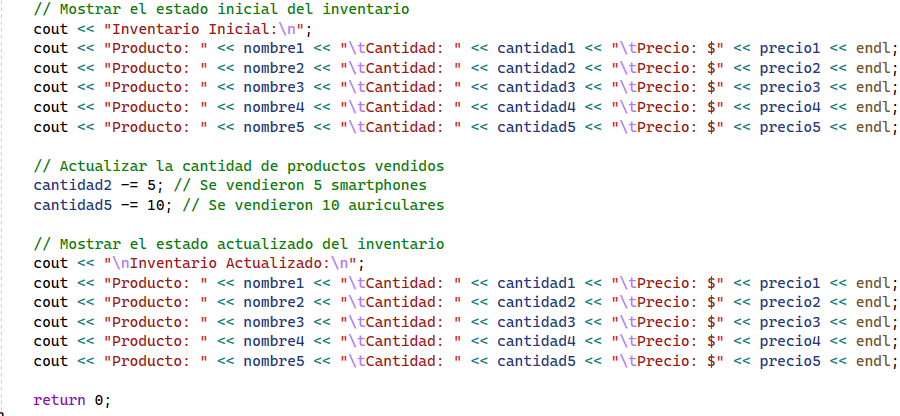 // Mostrar el estado inicial del inventario
cout << "Inventario Inicial:\n";
cout << "Producto: " << nombre1 << "\tCantidad: " << cantidad1 << "\tPrecio: $" << precio1 << endl;
cout << "Producto: " << nombre2 << "\tCantidad: " << cantidad2 << "\tPrecio: $" << precio2 << endl;
cout << "Producto: " << nombre3 << "\tCantidad: " << cantidad3 << "\tPrecio: $" << precio3 << endl;
cout << "Producto: " << nombre4 << "\tCantidad: " << cantidad4 << "\tPrecio: $" << precio4 << endl;
cout << "Producto: " << nombre5 << "\tCantidad: " << cantidad5 << "\tPrecio: $" << precio5 << endl;
// Actualizar la cantidad de productos vendidos
cantidad2 -= 5; // Se vendieron 5 smartphones
cantidad5 -= 10; // Se vendieron 10 auriculares
// Mostrar el estado actualizado del inventario
cout << "\nInventario Actualizado:\n";
cout << "Producto: " << nombre1 << "\tCantidad: " << cantidad1 << "\tPrecio: $" << precio1 << endl;
cout << "Producto: " << nombre2 << "\tCantidad: " << cantidad2 << "\tPrecio: $" << precio2 << endl;
cout << "Producto: " << nombre3 << "\tCantidad: " << cantidad3 << "\tPrecio: $" << precio3 << endl;
cout << "Producto: " << nombre4 << "\tCantidad: " << cantidad4 << "\tPrecio: $" << precio4 << endl;
cout << "Producto: " << nombre5 << "\tCantidad: " << cantidad5 << "\tPrecio: $" << precio5 << endl;
return 0;